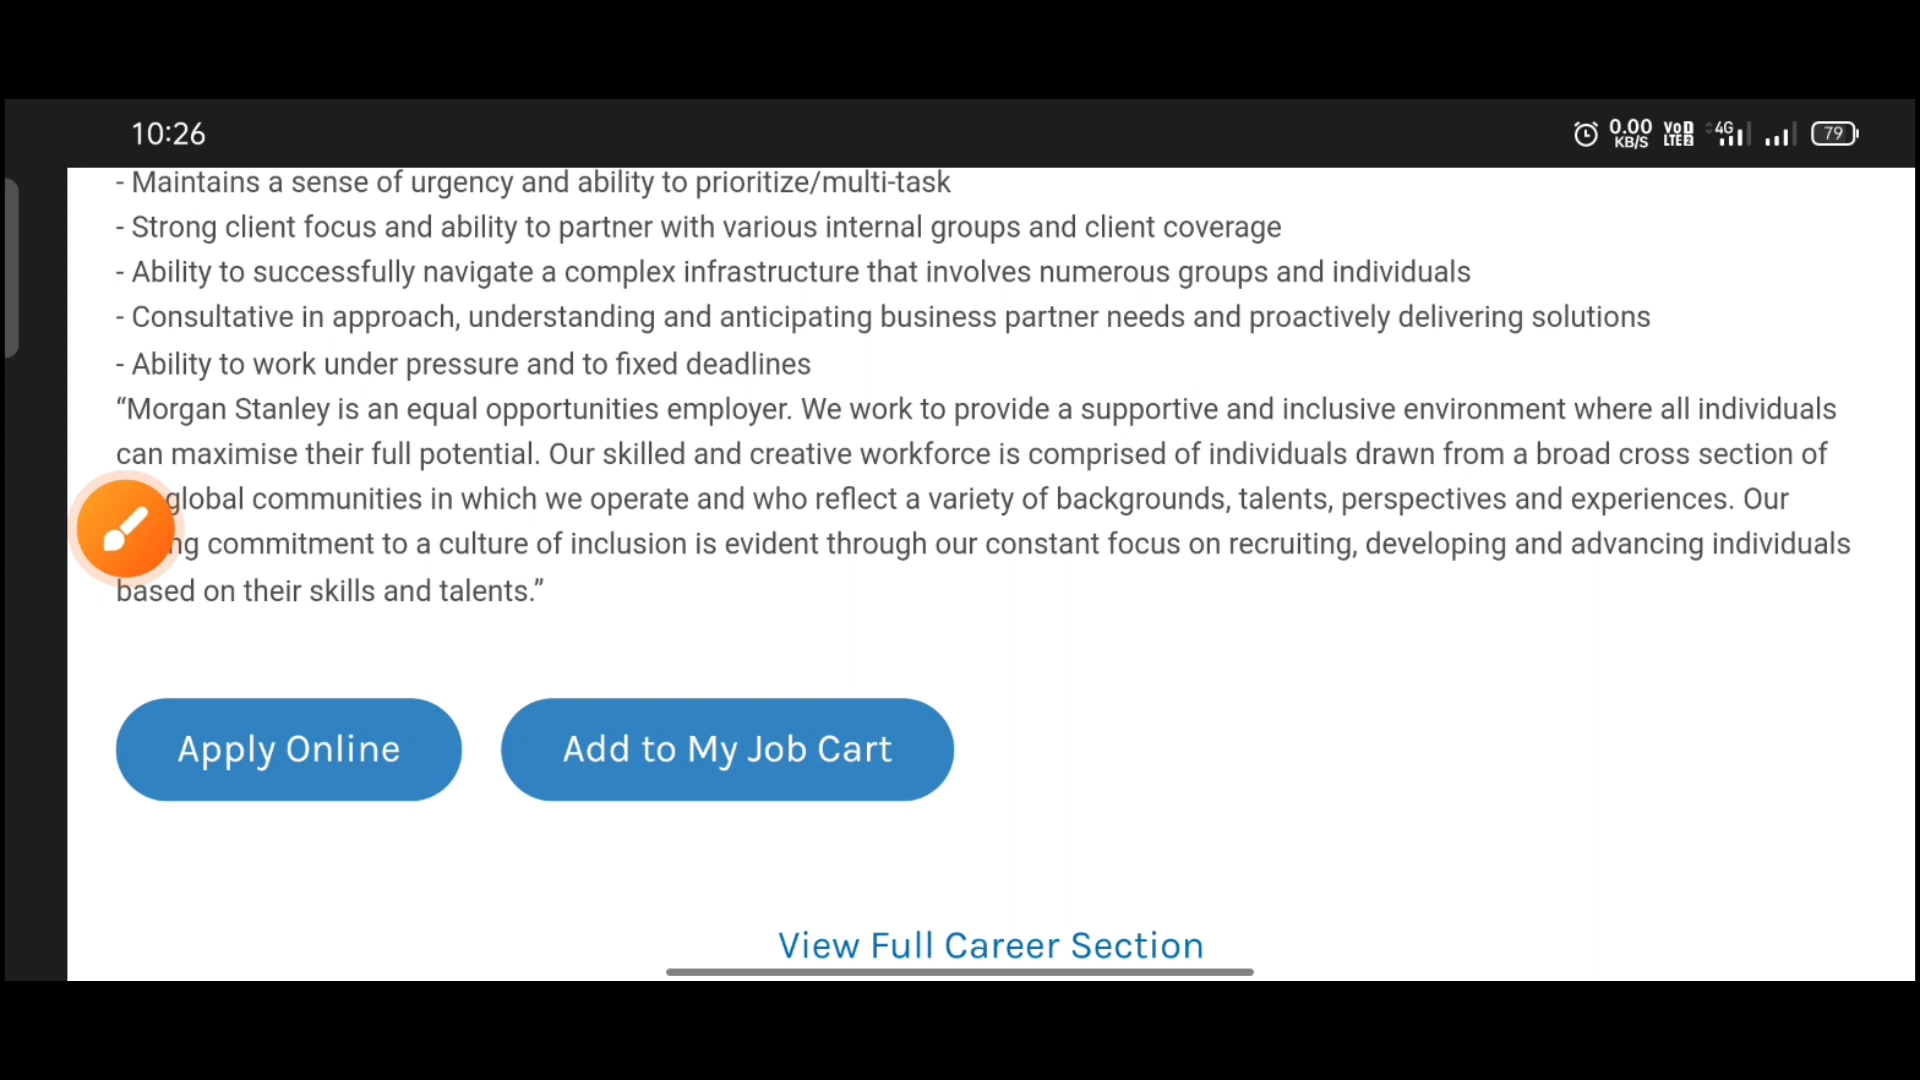 10:26
0.00 KB/S VoD LTE2 4G 79
- Maintains a sense of urgency and ability to prioritize/multi-task
- Strong client focus and ability to partner with various internal groups and client coverage
- Ability to successfully navigate a complex infrastructure that involves numerous groups and individuals
- Consultative in approach, understanding and anticipating business partner needs and proactively delivering solutions
- Ability to work under pressure and to fixed deadlines
“Morgan Stanley is an equal opportunities employer. We work to provide a supportive and inclusive environment where all individuals
can maximise their full potential. Our skilled and creative workforce is comprised of individuals drawn from a broad cross section of
global communities in which we operate and who reflect a variety of backgrounds, talents, perspectives and experiences. Our
ng commitment to a culture of inclusion is evident through our constant focus on recruiting, developing and advancing individuals
based on their skills and talents.”
Apply Online
Add to My Job Cart
View Full Career Section